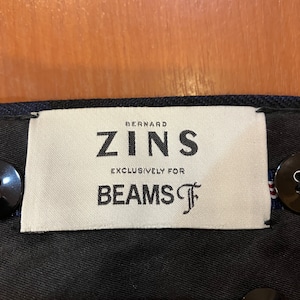 BERNARD
ZINS
EXCLUSIVELY FOR
BEAMS F